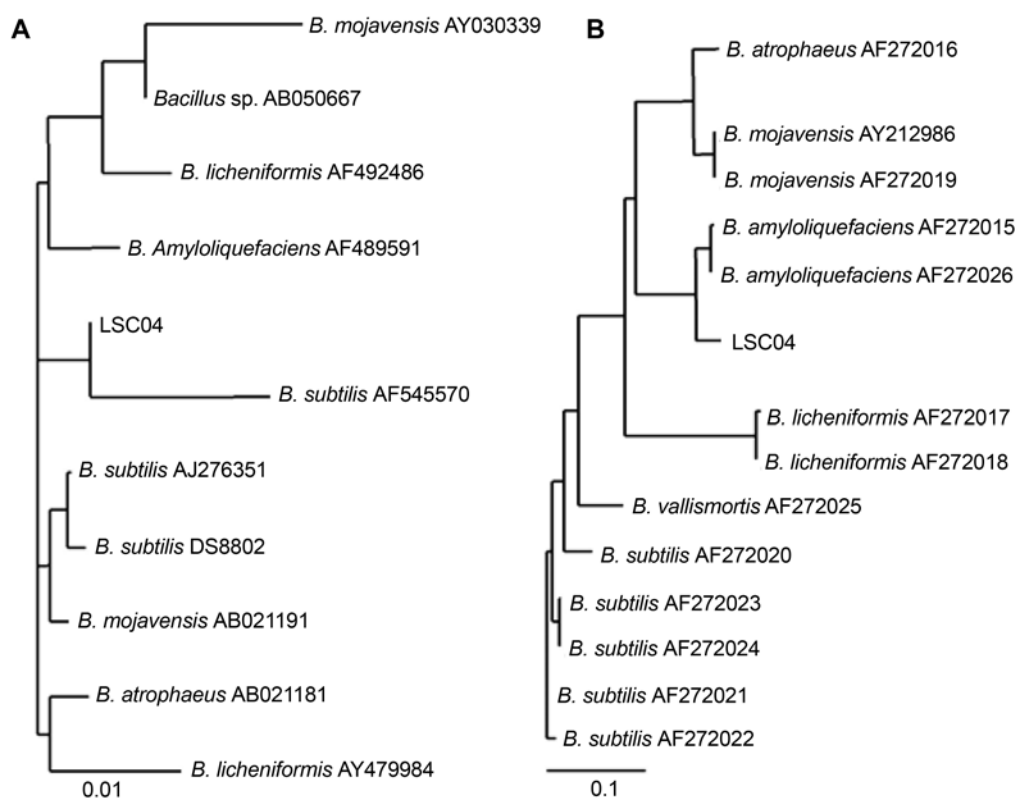 A
B. mojavensis AY030339
Bacillus sp. AB050667
B. licheniformis AF492486
B. Amyloliquefaciens AF489591
LSC04
B. subtilis AF545570
B. subtilis AJ276351
B. subtilis DS8802
B. mojavensis AB021191
B. atrophaeus AB021181
B. licheniformis AY479984
0.01
B
B. atrophaeus AF272016
B. mojavensis AY212986
B. mojavensis AF272019
B. amyloliquefaciens AF272015
B. amyloliquefaciens AF272026
LSC04
B. licheniformis AF272017
B. licheniformis AF272018
B. vallismortis AF272025
B. subtilis AF272020
B. subtilis AF272023
B. subtilis AF272024
B. subtilis AF272021
B. subtilis AF272022
0.1